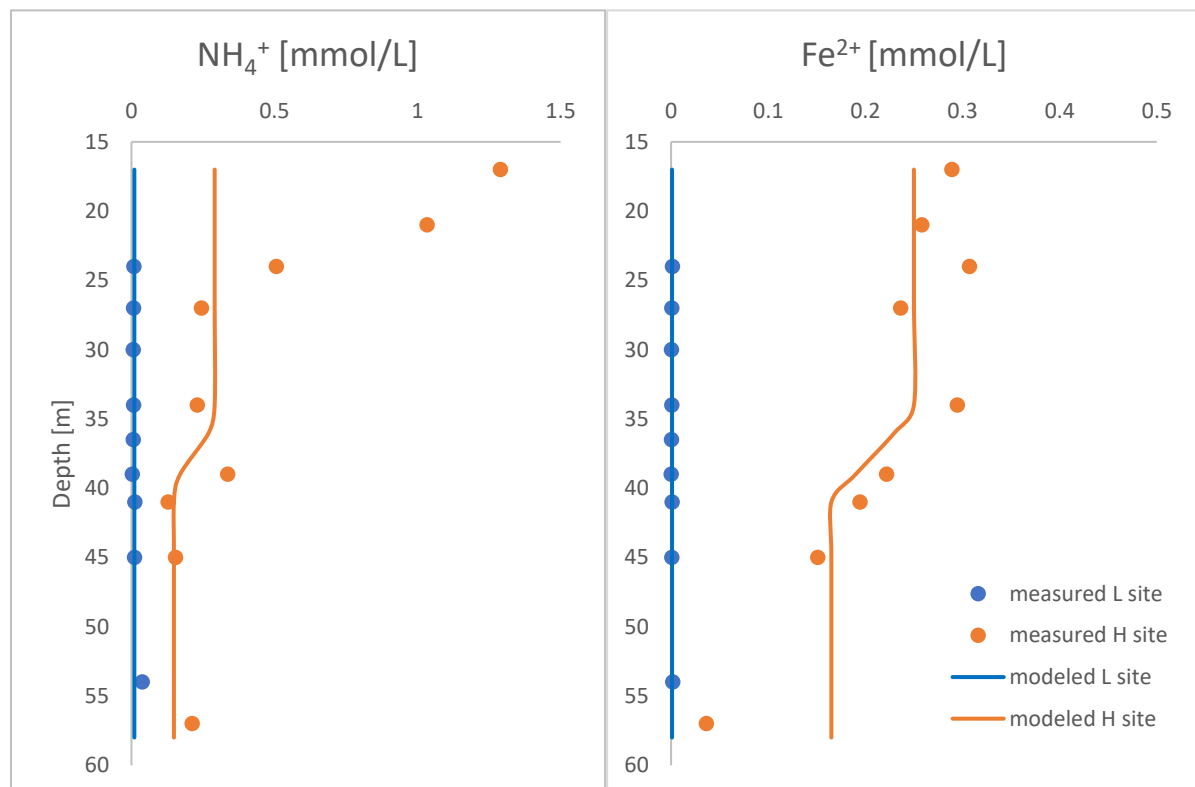 NH₄⁺ [mmol/L]
0 0.5 1 1.5
15
20
25
30
35
40
45
50
55
60
Depth [m]
Fe²⁺ [mmol/L]
0 0.1 0.2 0.3 0.4 0.5
15
20
25
30
35
40
45
50
55
60
measured L site
measured H site
modeled L site
modeled H site